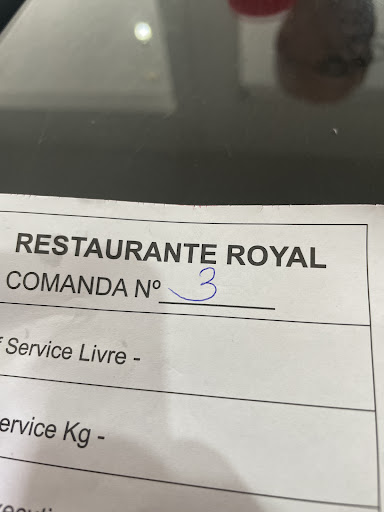 RESTAURANTE ROYAL
COMANDA Nº 3
Service Livre -
ervice Kg -